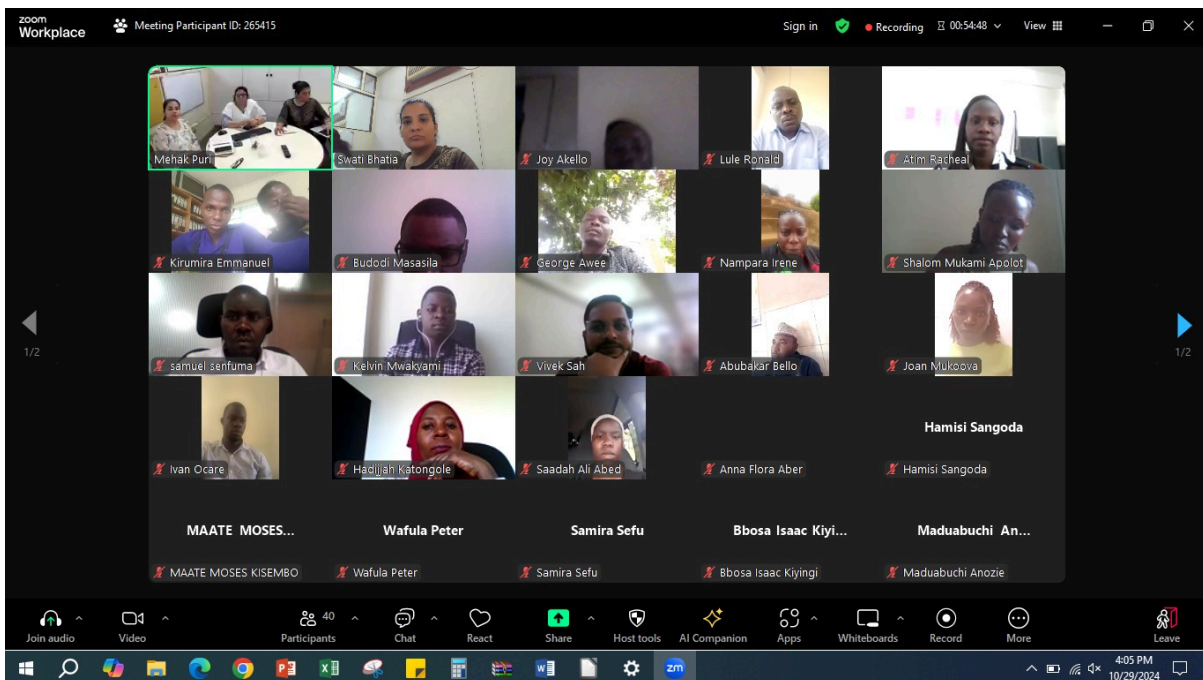 zoom
Workplace
Meeting Participant ID: 265415
Sign in
Recording
00:54:48
View
Mehak Puri
Swati Bhatia
Joy Akello
Lule Ronald
Atim Racheal
Kirumira Emmanuel
Budodi Masasila
George Awee
Nampara Irene
Shalom Mukami Apolot
1/2
1/2
samuel senfuma
Kelvin Mwakyami
Vivek Sah
Abubakar Bello
Joan Mukoova
Ivan Ocare
Hadijjah Katongole
Saadah Ali Abed
Anna Flora Aber
Hamisi Sangoda
Hamisi Sangoda
MAATE MOSES...
Wafula Peter
Samira Sefu
Bbosa Isaac Kiyi...
Maduabuchi An...
MAATE MOSES KISEMBO
Wafula Peter
Samira Sefu
Bbosa Isaac Kiyingi
Maduabuchi Anozie
Join audio
Video
40
Participants
Chat
React
Share
Host tools
AI Companion
Apps
Whiteboards
Record
More
Leave
zm
4:05 PM
10/29/2024